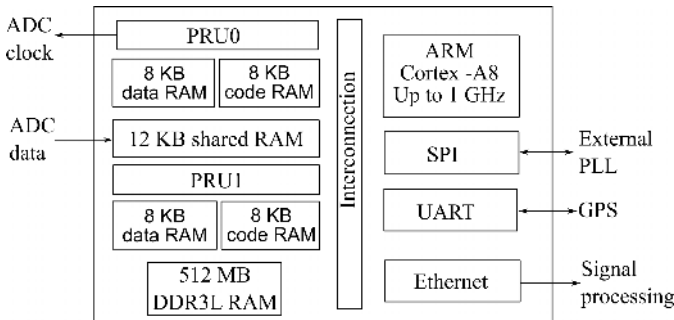 ADC
clock
PRU0
8 KB
data RAM
8 KB
code RAM
ADC
data
12 KB shared RAM
PRU1
8 KB
data RAM
8 KB
code RAM
512 MB
DDR3L RAM
Interconnection
ARM
Cortex -A8
Up to 1 GHz
SPI
External
PLL
UART
GPS
Ethernet
Signal
processing